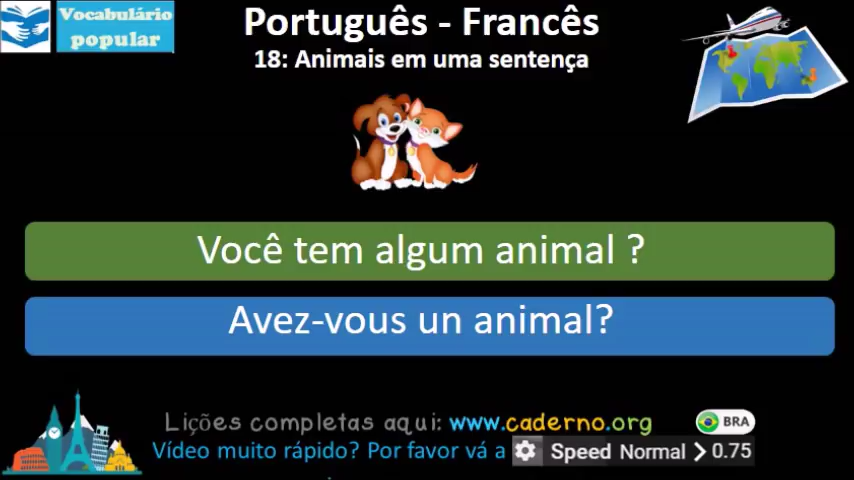 Vocabulário
popular
Português - Francês
18: Animais em uma sentença
Você tem algum animal ?
Avez-vous un animal?
Lições completas aqui: www.caderno.org
BRA
Vídeo muito rápido? Por favor vá a Speed Normal > 0.75